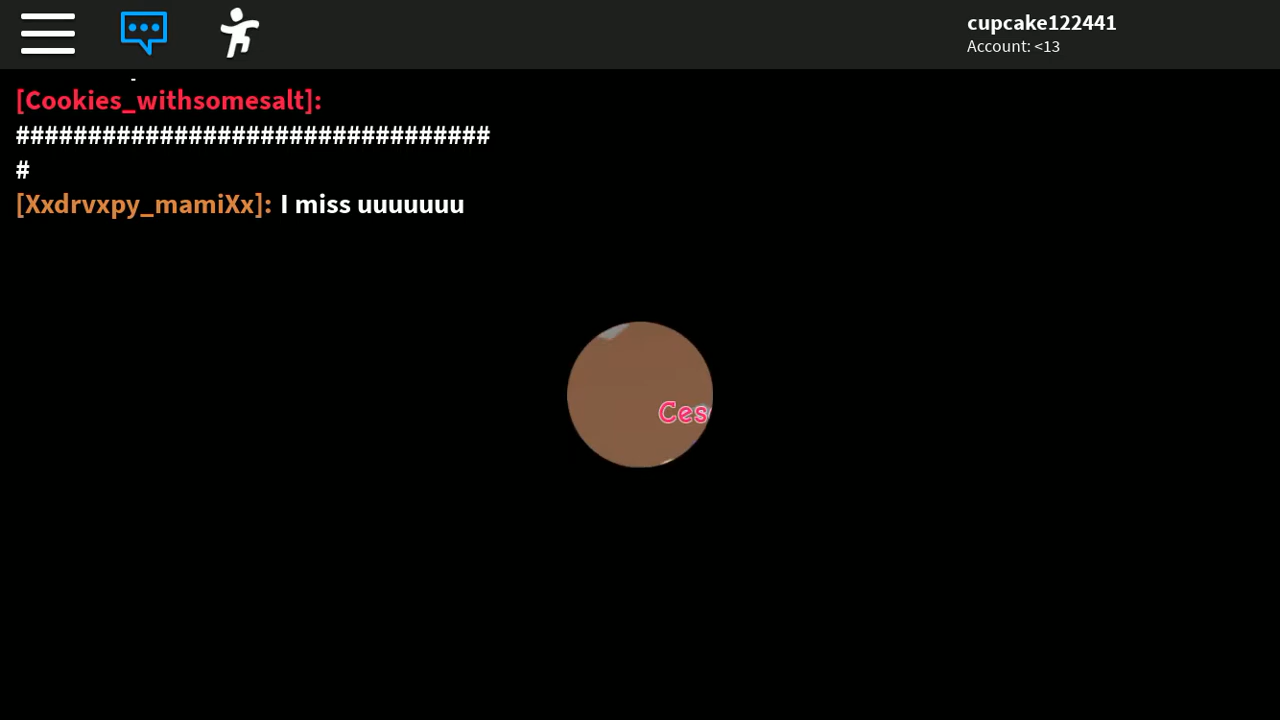 cupcake122441
Account: <13
[Cookies_withsomesalt]:
#################################
#
[Xxdrvxpy_mamiXx]: I miss uuuuuuu
Ces